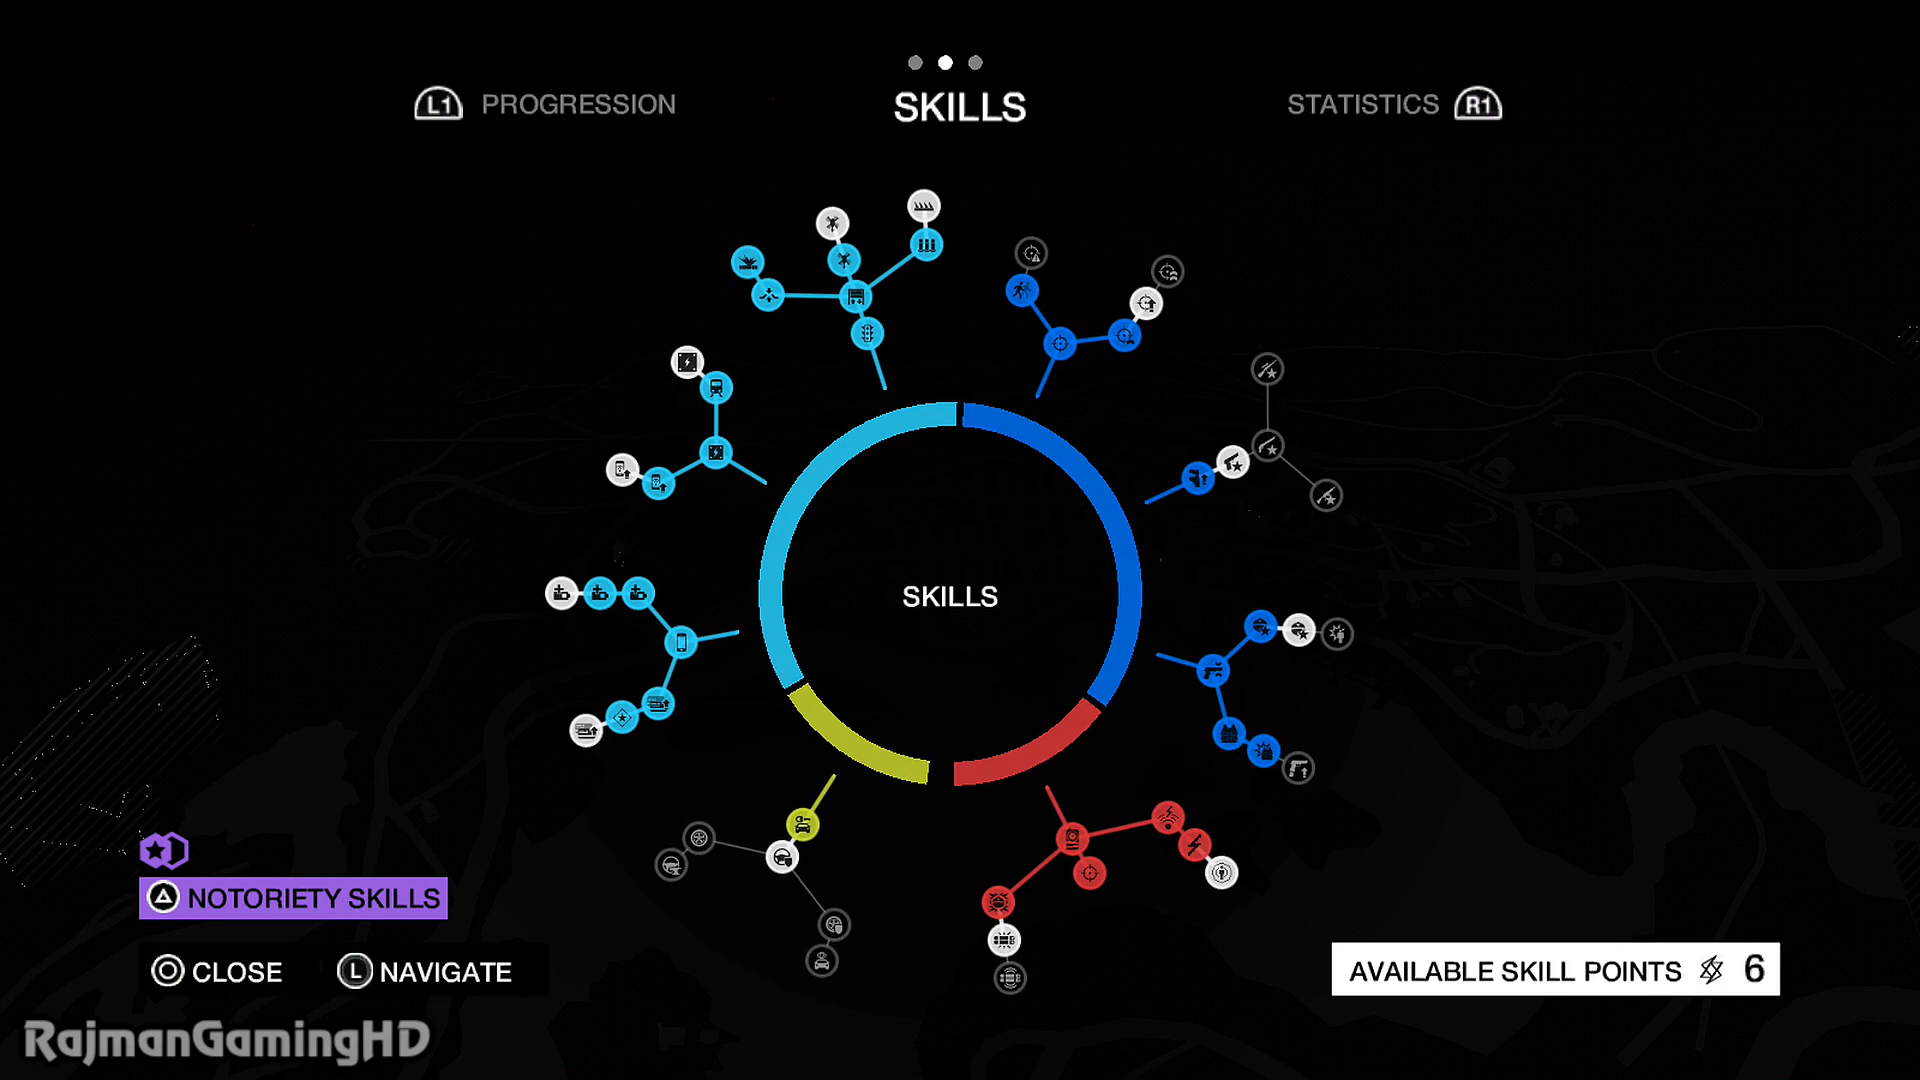 L1 PROGRESSION
SKILLS
STATISTICS R1
SKILLS
NOTORIETY SKILLS
CLOSE
L NAVIGATE
AVAILABLE SKILL POINTS 6
RajmanGamingHD